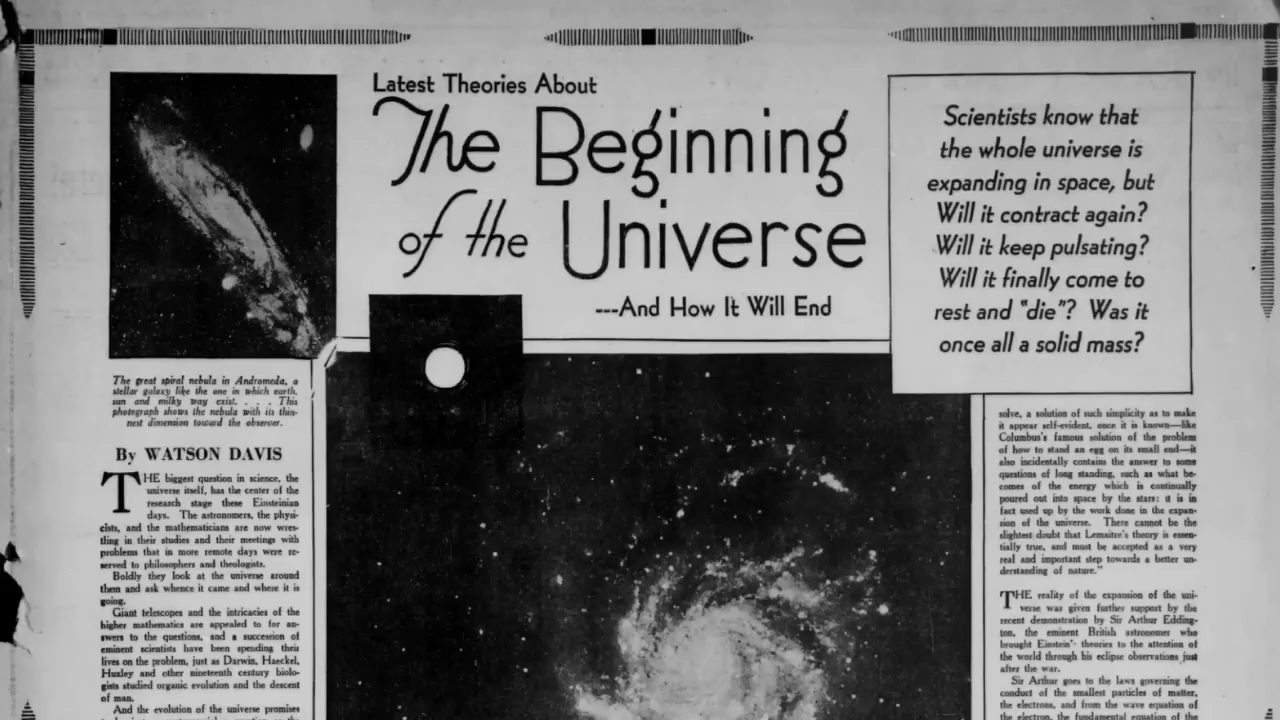 Latest Theories About
The Beginning
of the Universe
---And How It Will End
Scientists know that
the whole universe is
expanding in space, but
Will it contract again?
Will it keep pulsating?
Will it finally come to
rest and "die"? Was it
once all a solid mass?
The great spiral nebula in Andromeda, a
stellar galaxy like the one in which earth,
sun and milky way exist. . . . This
photograph shows the nebula with its thin-
nest dimension toward the observer.
By WATSON DAVIS
THE biggest question in science, the
universe itself, has the center of the
research stage these Einsteinian
days. The astronomers, the physi-
cists, and the mathematicians are now wres-
tling in their studies and their meetings with
problems that in more remote days were re-
served to philosophers and theologists.
Boldly they look at the universe around
them and ask whence it came and where it is
going.
Giant telescopes and the intricacies of the
higher mathematics are appealed to for an-
swers to the questions, and a succession of
eminent scientists have been spending their
lives on the problem, just as Darwin, Haeckel,
Huxley and other nineteenth century biolo-
gists studied organic evolution and the descent
of man.
And the evolution of the universe promises
solve, a solution of such simplicity as to make
it appear self-evident, once it is known—like
Columbus's famous solution of the problem
of how to stand an egg on its small end—it
also incidentally contains the answer to some
questions of long standing, such as what be-
comes of the energy which is continually
poured out into space by the stars: it is in
fact used up by the work done in the expan-
sion of the universe. There cannot be the
slightest doubt that Lemaitre's theory is essen-
tially true, and must be accepted as a very
real and important step towards a better un-
derstanding of nature."
THE reality of the expansion of the uni-
verse was given further support by the
recent demonstration by Sir Arthur Edding-
ton, the eminent British astronomer who
brought Einstein's theories to the attention of
the world through his eclipse observations just
after the war.
Sir Arthur goes to the laws governing the
conduct of the smallest particles of matter,
the electrons, and from the wave equation of
the electron, the fundamental equation of the